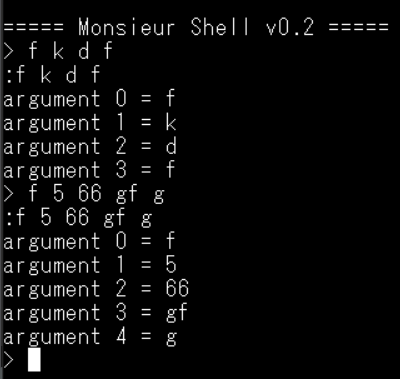 ===== Monsieur Shell v0.2 =====
> f k d f
:f k d f
argument 0 = f
argument 1 = k
argument 2 = d
argument 3 = f
> f 5 66 gf g
:f 5 66 gf g
argument 0 = f
argument 1 = 5
argument 2 = 66
argument 3 = gf
argument 4 = g
>